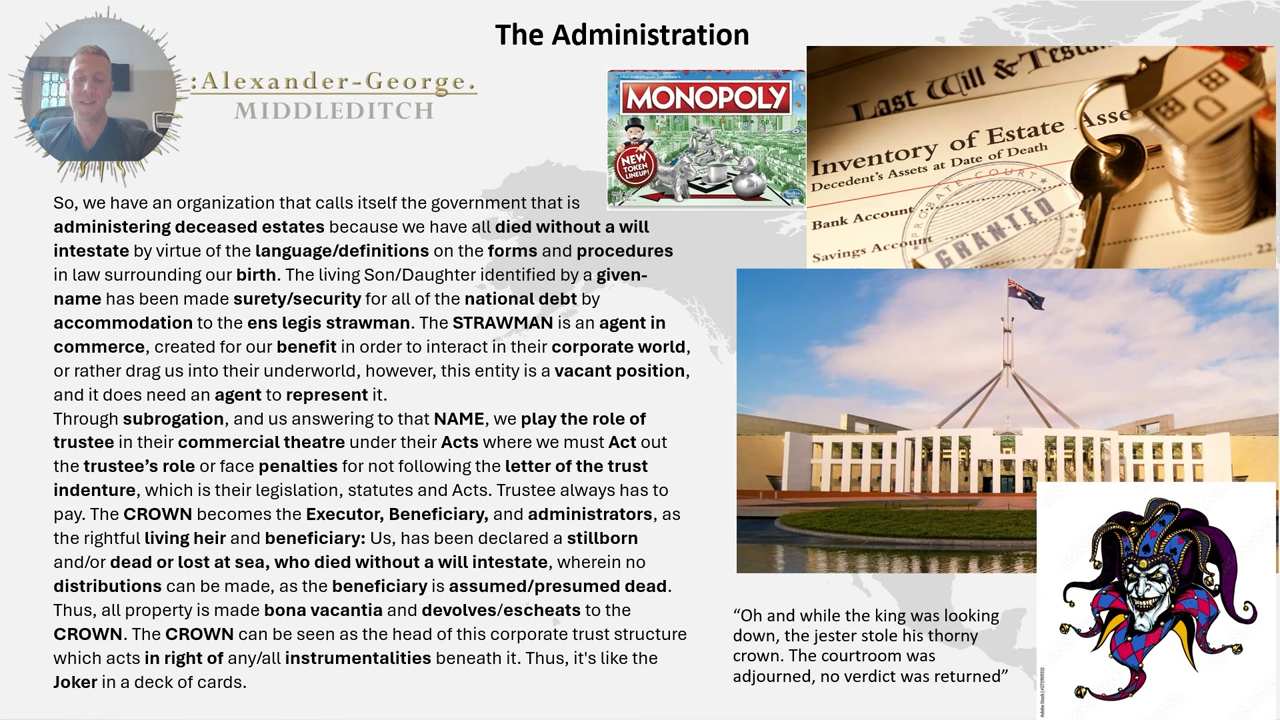 The Administration
:Alexander-George.
MIDDLEDITCH
MONOPOLY
NEW
TOKEN
LINEUP!
Last Will & Testam
Inventory of Estate Asse
Decedent's Assets at Date of Death
Bank Account
Savings Account
PROBATE COURT
GRANTED
22
So, we have an organization that calls itself the government that is
administering deceased estates because we have all died without a will
intestate by virtue of the language/definitions on the forms and procedures
in law surrounding our birth. The living Son/Daughter identified by a given-
name has been made surety/security for all of the national debt by
accommodation to the ens legis strawman. The STRAWMAN is an agent in
commerce, created for our benefit in order to interact in their corporate world,
or rather drag us into their underworld, however, this entity is a vacant position,
and it does need an agent to represent it.
Through subrogation, and us answering to that NAME, we play the role of
trustee in their commercial theatre under their Acts where we must Act out
the trustee's role or face penalties for not following the letter of the trust
indenture, which is their legislation, statutes and Acts. Trustee always has to
pay. The CROWN becomes the Executor, Beneficiary, and administrators, as
the rightful living heir and beneficiary: Us, has been declared a stillborn
and/or dead or lost at sea, who died without a will intestate, wherein no
distributions can be made, as the beneficiary is assumed/presumed dead.
Thus, all property is made bona vacantia and devolves/escheats to the
CROWN. The CROWN can be seen as the head of this corporate trust structure
which acts in right of any/all instrumentalities beneath it. Thus, it's like the
Joker in a deck of cards.
“Oh and while the king was looking
down, the jester stole his thorny
crown. The courtroom was
adjourned, no verdict was returned”